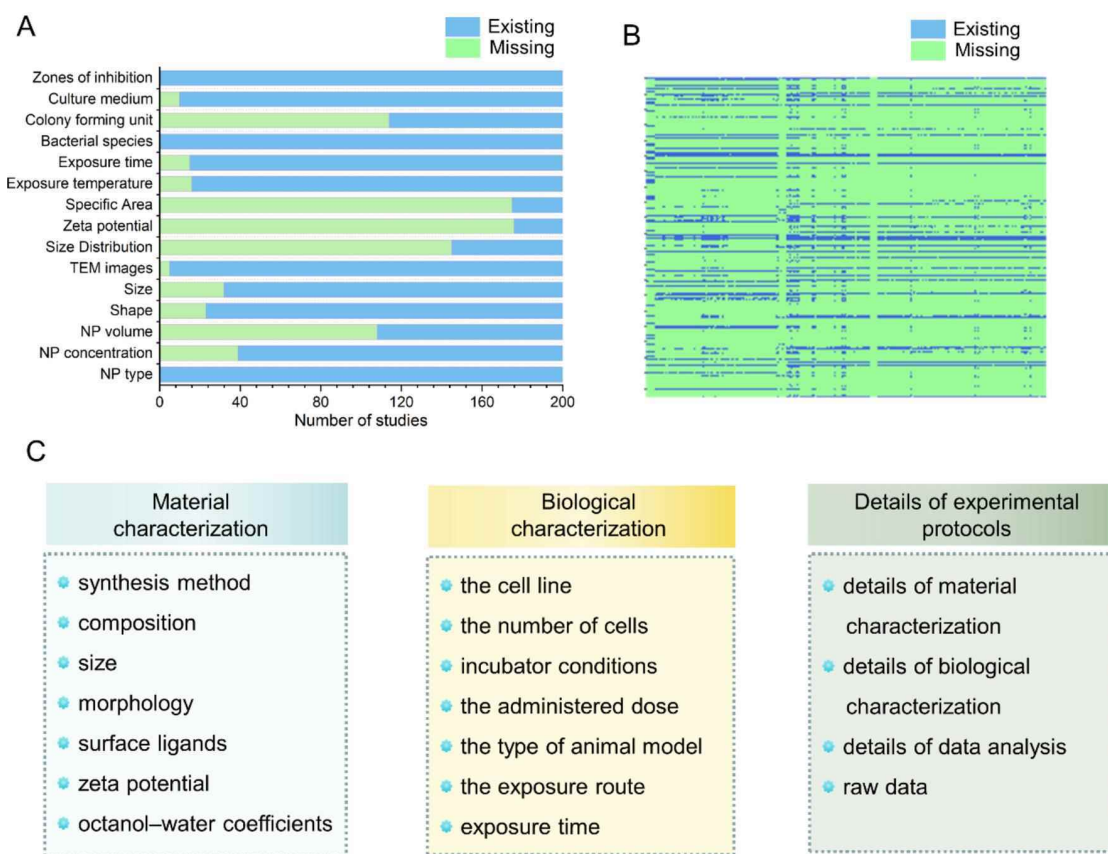 A
Existing
Missing
Zones of inhibition
Culture medium
Colony forming unit
Bacterial species
Exposure time
Exposure temperature
Specific Area
Zeta potential
Size Distribution
TEM images
Size
Shape
NP volume
NP concentration
NP type
0 40 80 120 160 200
Number of studies
B
Existing
Missing
C
Material
characterization
synthesis method
composition
size
morphology
surface ligands
zeta potential
octanol–water coefficients
Biological
characterization
the cell line
the number of cells
incubator conditions
the administered dose
the type of animal model
the exposure route
exposure time
Details of experimental
protocols
details of material
characterization
details of biological
characterization
details of data analysis
raw data